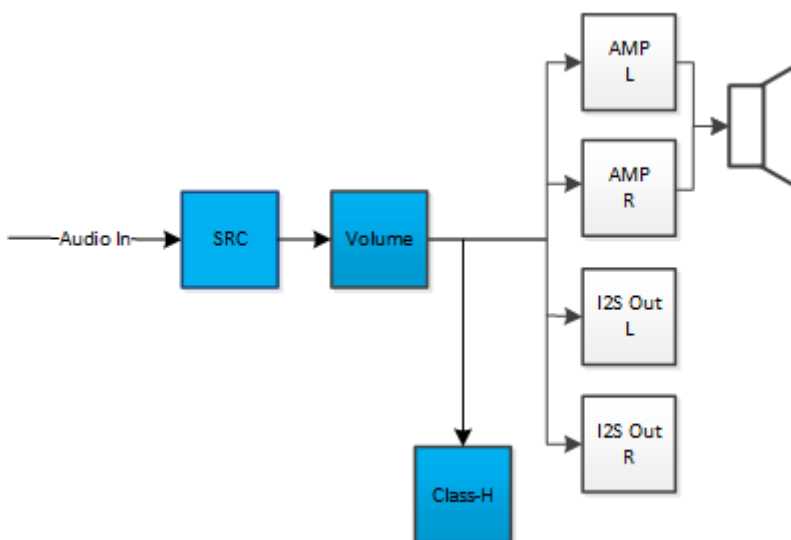 AMP
L
AMP
R
Audio In
SRC
Volume
I2S Out
L
I2S Out
R
Class-H